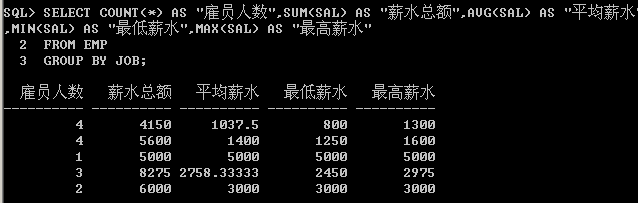 SQL> SELECT COUNT(*) AS "雇员人数",SUM(SAL) AS "薪水总额",AVG(SAL) AS "平均薪水"
,MIN(SAL) AS "最低薪水",MAX(SAL) AS "最高薪水"
2 FROM EMP
3 GROUP BY JOB;
雇员人数 薪水总额 平均薪水 最低薪水 最高薪水
---------- ---------- ---------- ---------- ----------
4 4150 1037.5 800 1300
4 5600 1400 1250 1600
1 5000 5000 5000 5000
3 8275 2758.33333 2450 2975
2 6000 3000 3000 3000